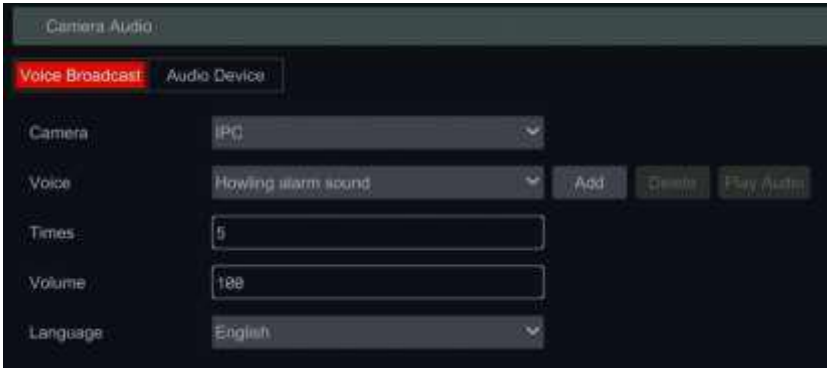 Camera Audio
Voice Broadcast Audio Device
Camera IPC
Voice Howling alarm sound Add Delete Play Audio
Times 5
Volume 100
Language English